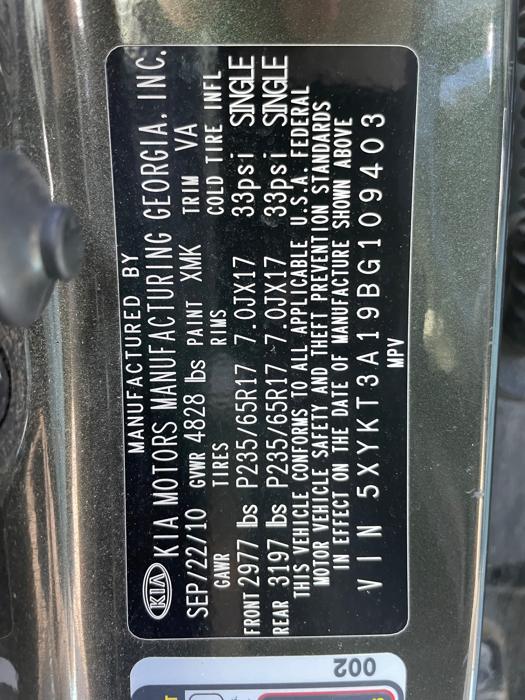 MANUFACTURED BY
KIA KIA MOTORS MANUFACTURING GEORGIA, INC.
SEP/22/10 GVWR 4828 lbs PAINT XMK TRIM VA
GAWR TIRES RIMS COLD TIRE INFL
FRONT 2977 lbs P235/65R17 7.0JX17 33psi SINGLE
REAR 3197 lbs P235/65R17 7.0JX17 33psi SINGLE
THIS VEHICLE CONFORMS TO ALL APPLICABLE U.S.A. FEDERAL
MOTOR VEHICLE SAFETY AND THEFT PREVENTION STANDARDS
IN EFFECT ON THE DATE OF MANUFACTURE SHOWN ABOVE
VIN 5XYKT3A19BG109403
MPV
002